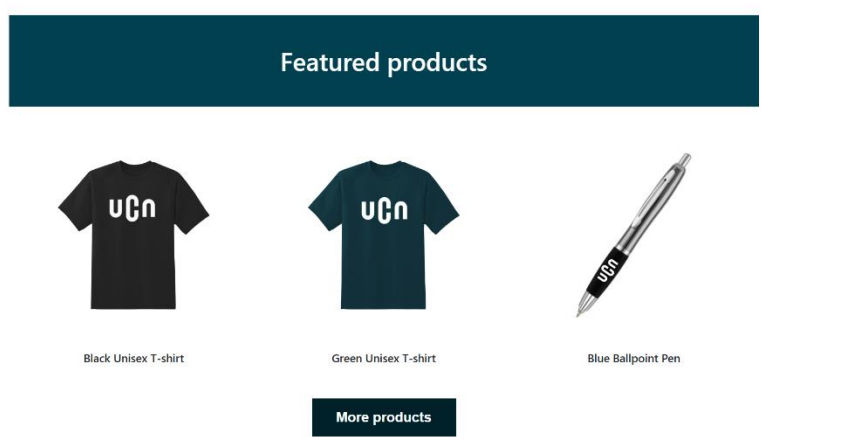 Featured products
ucn
ucn
ucn
Black Unisex T-shirt
Green Unisex T-shirt
Blue Ballpoint Pen
More products